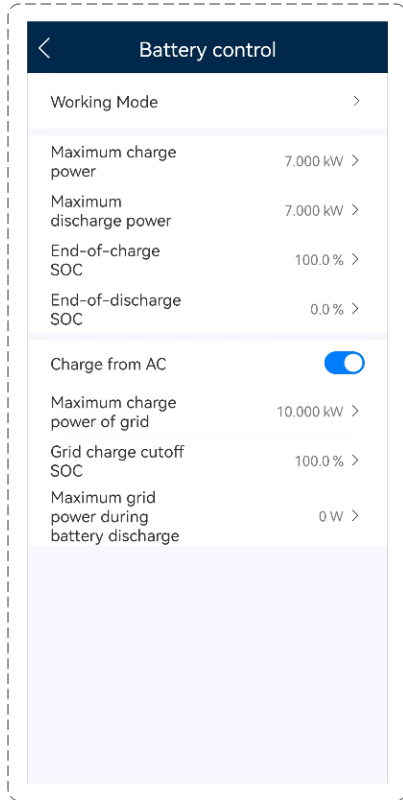 Battery control
Working Mode
Maximum charge
power
7.000 kW
Maximum
discharge power
7.000 kW
End-of-charge
SOC
100.0 %
End-of-discharge
SOC
0.0 %
Charge from AC
Maximum charge
power of grid
10.000 kW
Grid charge cutoff
SOC
100.0 %
Maximum grid
power during
battery discharge
0 W